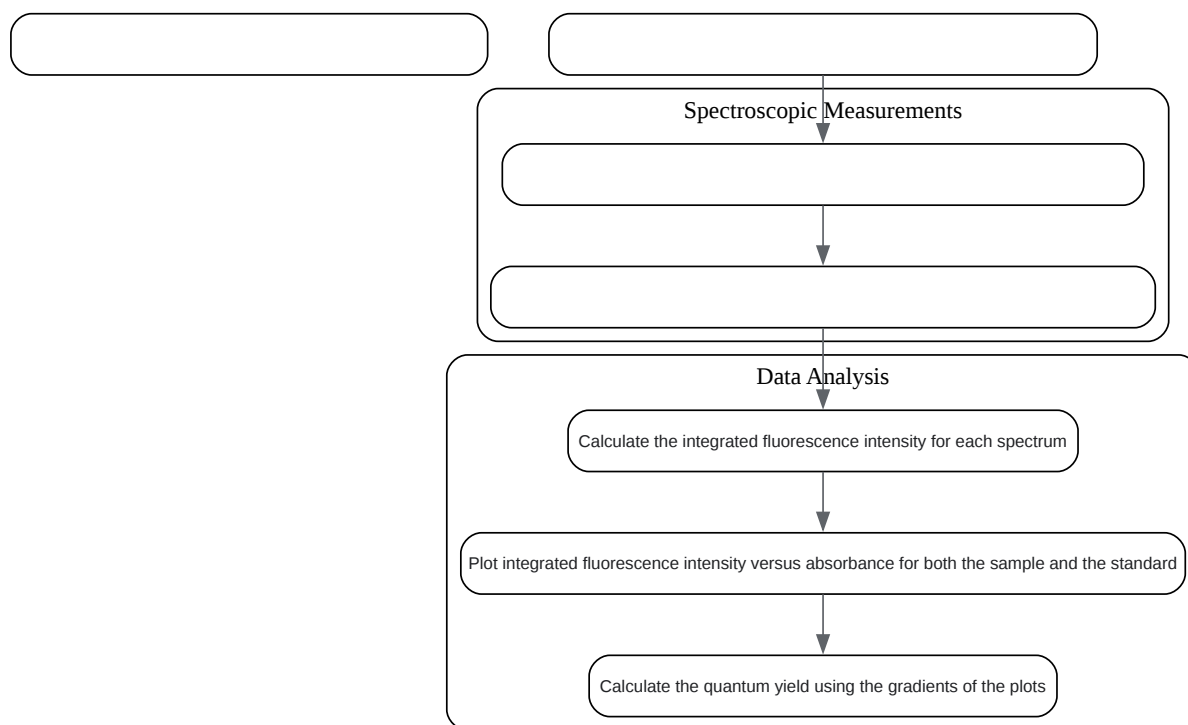 Spectroscopic Measurements
Data Analysis
Calculate the integrated fluorescence intensity for each spectrum
Plot integrated fluorescence intensity versus absorbance for both the sample and the standard
Calculate the quantum yield using the gradients of the plots